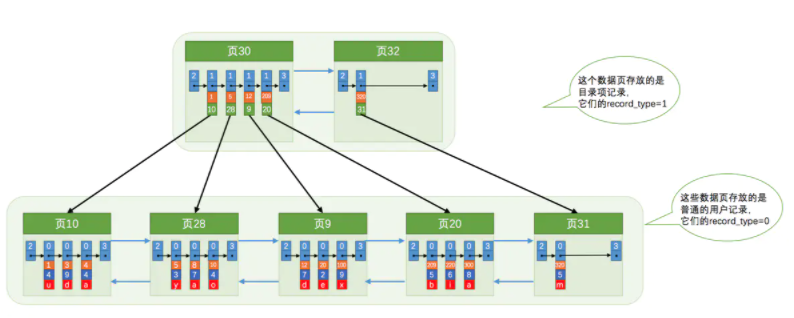 页30
页32
2 1 1 1 1 3
1 5 12 200
10 28 9 20
2 1 3
320
31
这个数据页存放的是
目录项记录,
它们的record_type=1
这些数据页存放的是
普通的用户记录,
它们的record_type=0
页10
页28
页9
页20
页31
2 0 0 0 3
1 3 4
4 9 4
u d a
2 0 0 0 3
5 8 10
3 7 4
y a o
2 0 0 0 3
12 20 100
7 2 9
d e x
2 0 0 0 3
200 220 300
5 6 8
b i a
2 0 3
320
5
m